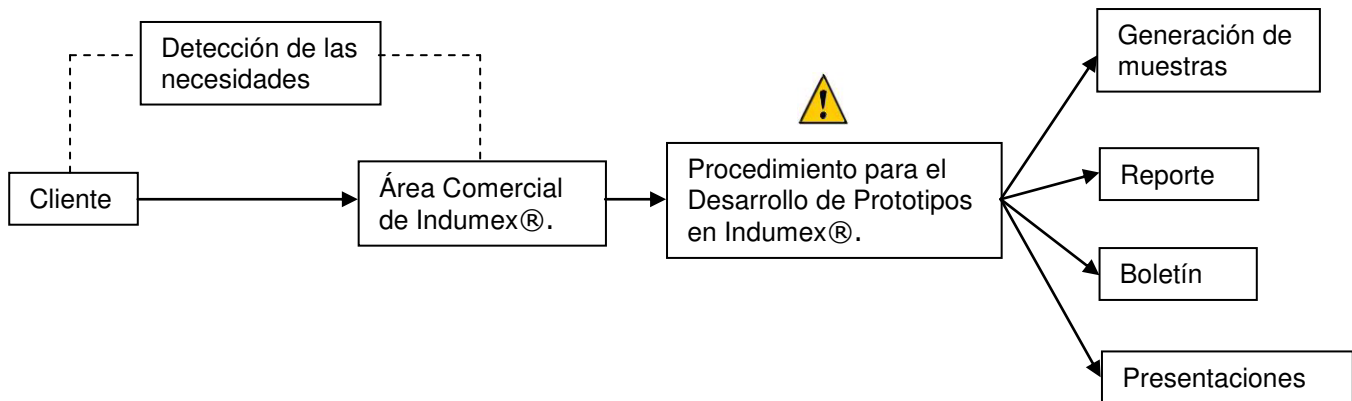 Detección de las
necesidades
Cliente
Área Comercial
de Indumex®.
Procedimiento para el
Desarrollo de Prototipos
en Indumex®.
Generación de
muestras
Reporte
Boletín
Presentaciones